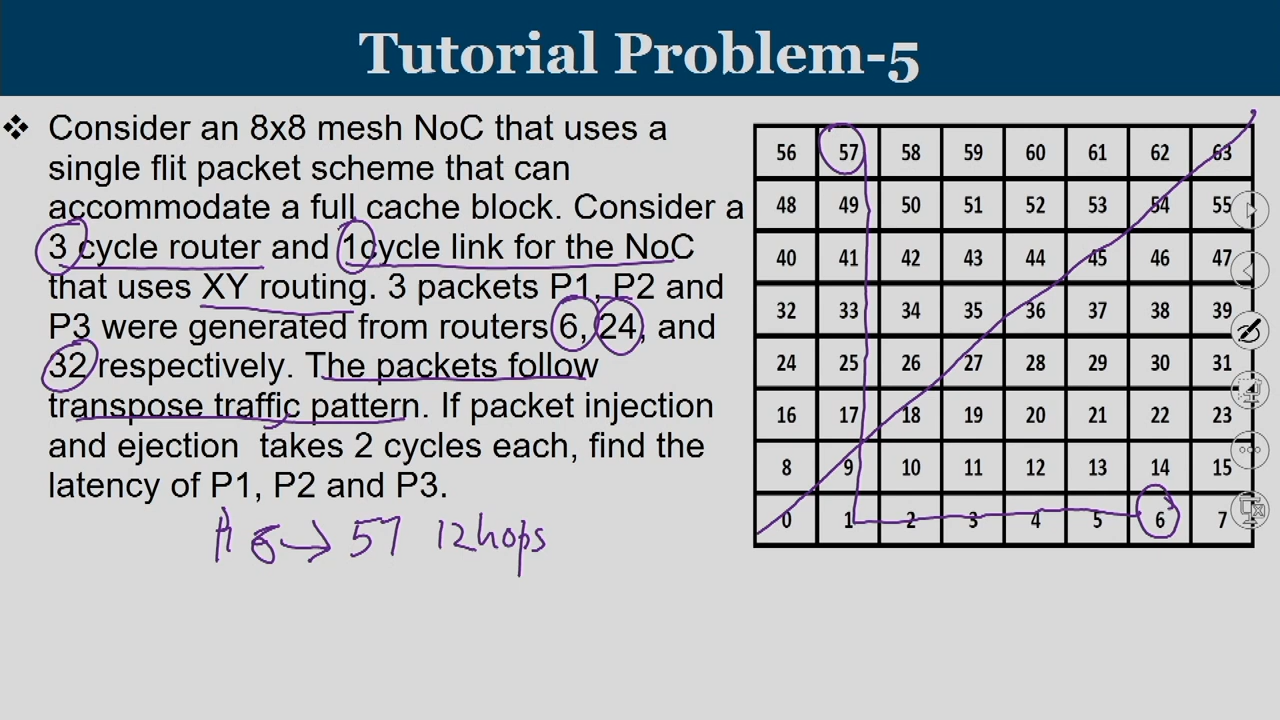 Tutorial Problem-5
❖ Consider an 8x8 mesh NoC that uses a
single flit packet scheme that can
accommodate a full cache block. Consider a
3 cycle router and 1cycle link for the NoC
that uses XY routing. 3 packets P1, P2 and
P3 were generated from routers 6, 24, and
32 respectively. The packets follow
transpose traffic pattern. If packet injection
and ejection takes 2 cycles each, find the
latency of P1, P2 and P3.
→ 57 12hops
56 57 58 59 60 61 62 63
48 49 50 51 52 53 54 55
40 41 42 43 44 45 46 47
32 33 34 35 36 37 38 39
24 25 26 27 28 29 30 31
16 17 18 19 20 21 22 23
8 9 10 11 12 13 14 15
0 1 2 3 4 5 6 7